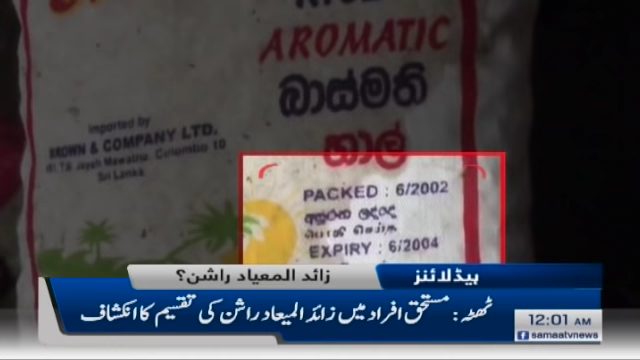 AROMATIC
බාස්මතී
හාල්
imported by
BROWN & COMPANY LTD.
Colombo 10
Sri Lanka
PACKED : 6/2002
EXPIRY : 6/2004
زائد المعیاد راشن؟
ہیڈلائنز
ٹھٹھہ: مستحق افراد میں زائد المیعاد راشن کی تقسیم کا انکشاف
12:01 AM
samaatvnews